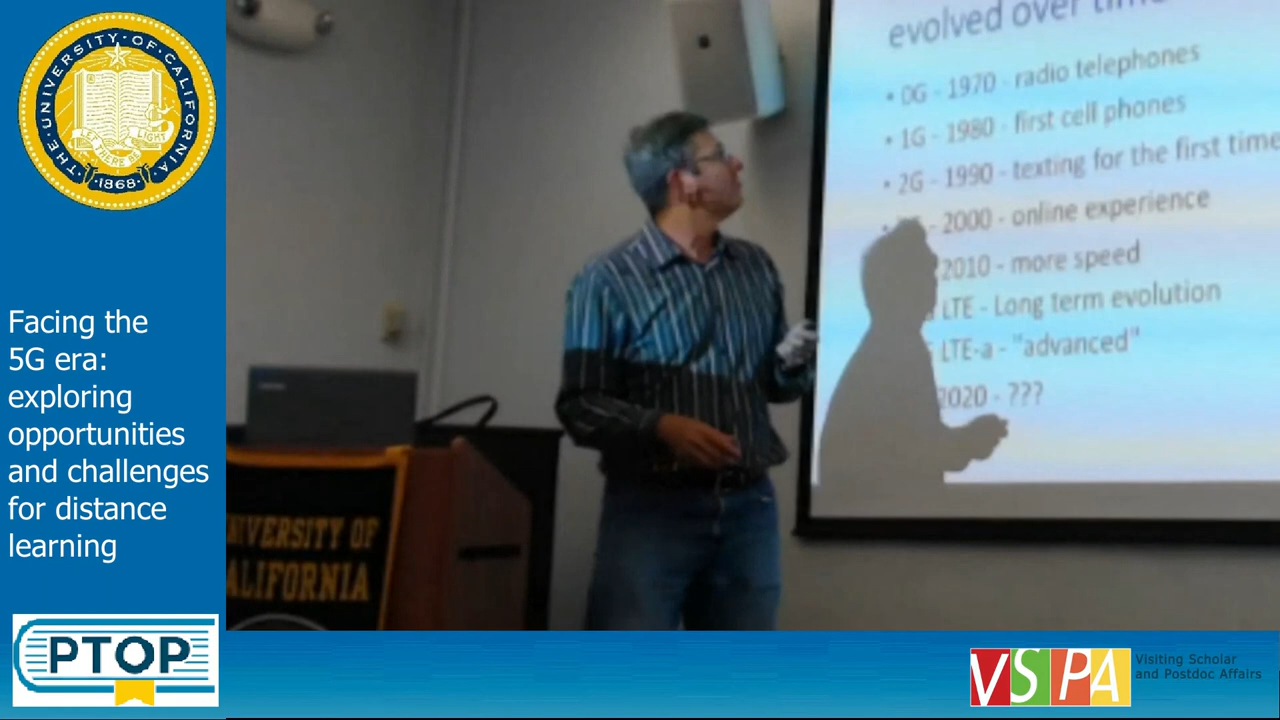 THE · UNIVERSITY · OF · CALIFORNIA
LET THERE BE LIGHT
· 1868 ·
Facing the
5G era:
exploring
opportunities
and challenges
for distance
learning
PTOP
UNIVERSITY OF
CALIFORNIA
evolved over time
• 0G - 1970 - radio telephones
• 1G - 1980 - first cell phones
• 2G - 1990 - texting for the first time
• - 2000 - online experience
2010 - more speed
LTE - Long term evolution
LTE-a - "advanced"
2020 - ???
VSPA
Visiting Scholar
and Postdoc Affairs